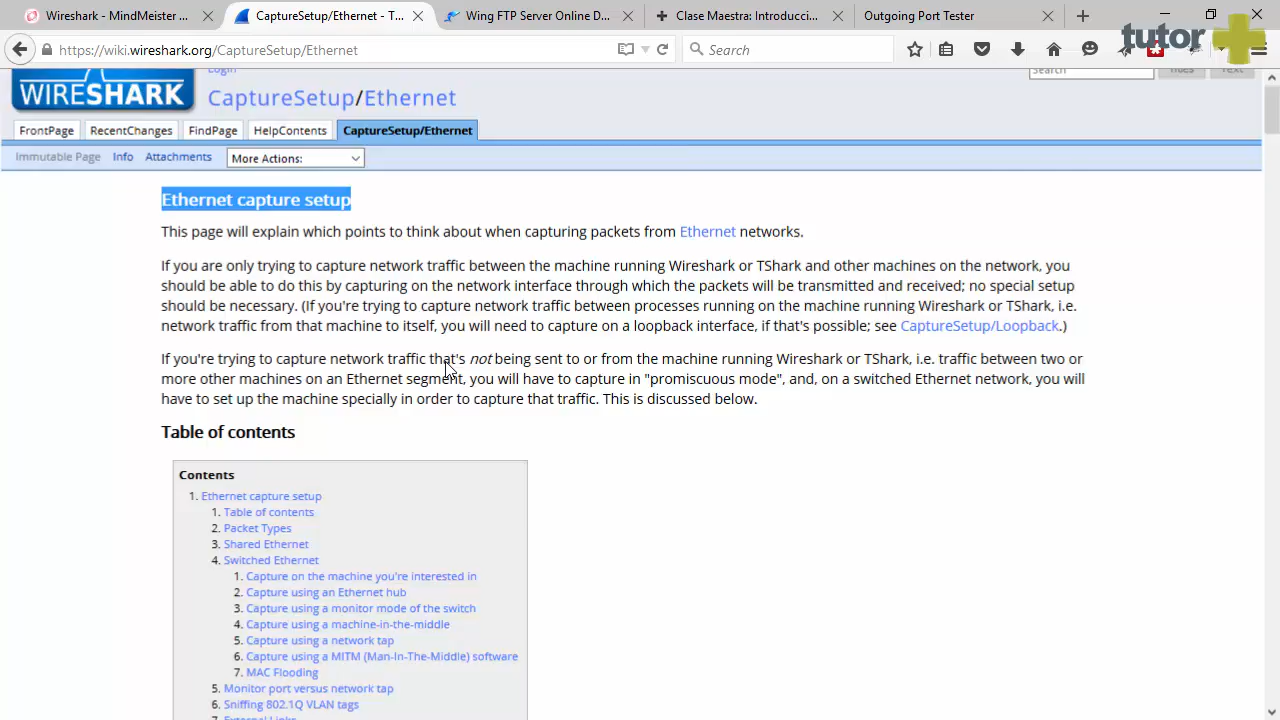 Wireshark - MindMeister ...
CaptureSetup/Ethernet - T...
Wing FTP Server Online D...
Clase Maestra: Introducci...
Outgoing Port Tester
https://wiki.wireshark.org/CaptureSetup/Ethernet
Search
tutor
Login
Search
Titles
Text
WIRESHARK
CaptureSetup/Ethernet
FrontPage
RecentChanges
FindPage
HelpContents
CaptureSetup/Ethernet
Immutable Page
Info
Attachments
More Actions:
Ethernet capture setup
This page will explain which points to think about when capturing packets from Ethernet networks.
If you are only trying to capture network traffic between the machine running Wireshark or TShark and other machines on the network, you
should be able to do this by capturing on the network interface through which the packets will be transmitted and received; no special setup
should be necessary. (If you're trying to capture network traffic between processes running on the machine running Wireshark or TShark, i.e.
network traffic from that machine to itself, you will need to capture on a loopback interface, if that's possible; see CaptureSetup/Loopback.)
If you're trying to capture network traffic that's not being sent to or from the machine running Wireshark or TShark, i.e. traffic between two or
more other machines on an Ethernet segment, you will have to capture in "promiscuous mode", and, on a switched Ethernet network, you will
have to set up the machine specially in order to capture that traffic. This is discussed below.
Table of contents
Contents
1. Ethernet capture setup
1. Table of contents
2. Packet Types
3. Shared Ethernet
4. Switched Ethernet
1. Capture on the machine you're interested in
2. Capture using an Ethernet hub
3. Capture using a monitor mode of the switch
4. Capture using a machine-in-the-middle
5. Capture using a network tap
6. Capture using a MITM (Man-In-The-Middle) software
7. MAC Flooding
5. Monitor port versus network tap
6. Sniffing 802.1Q VLAN tags
7. External Links